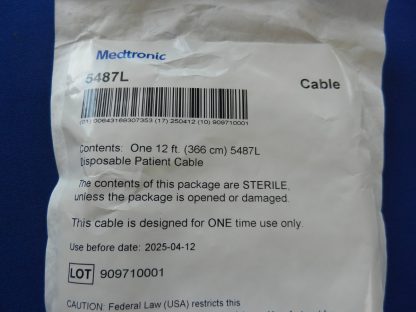 Medtronic
5487L
Cable
(01) 00643169307353 (17) 250412 (10) 909710001
Contents: One 12 ft. (366 cm) 5487L
Disposable Patient Cable
The contents of this package are STERILE,
unless the package is opened or damaged.
This cable is designed for ONE time use only.
Use before date: 2025-04-12
LOT 909710001
CAUTION: Federal Law (USA) restricts this